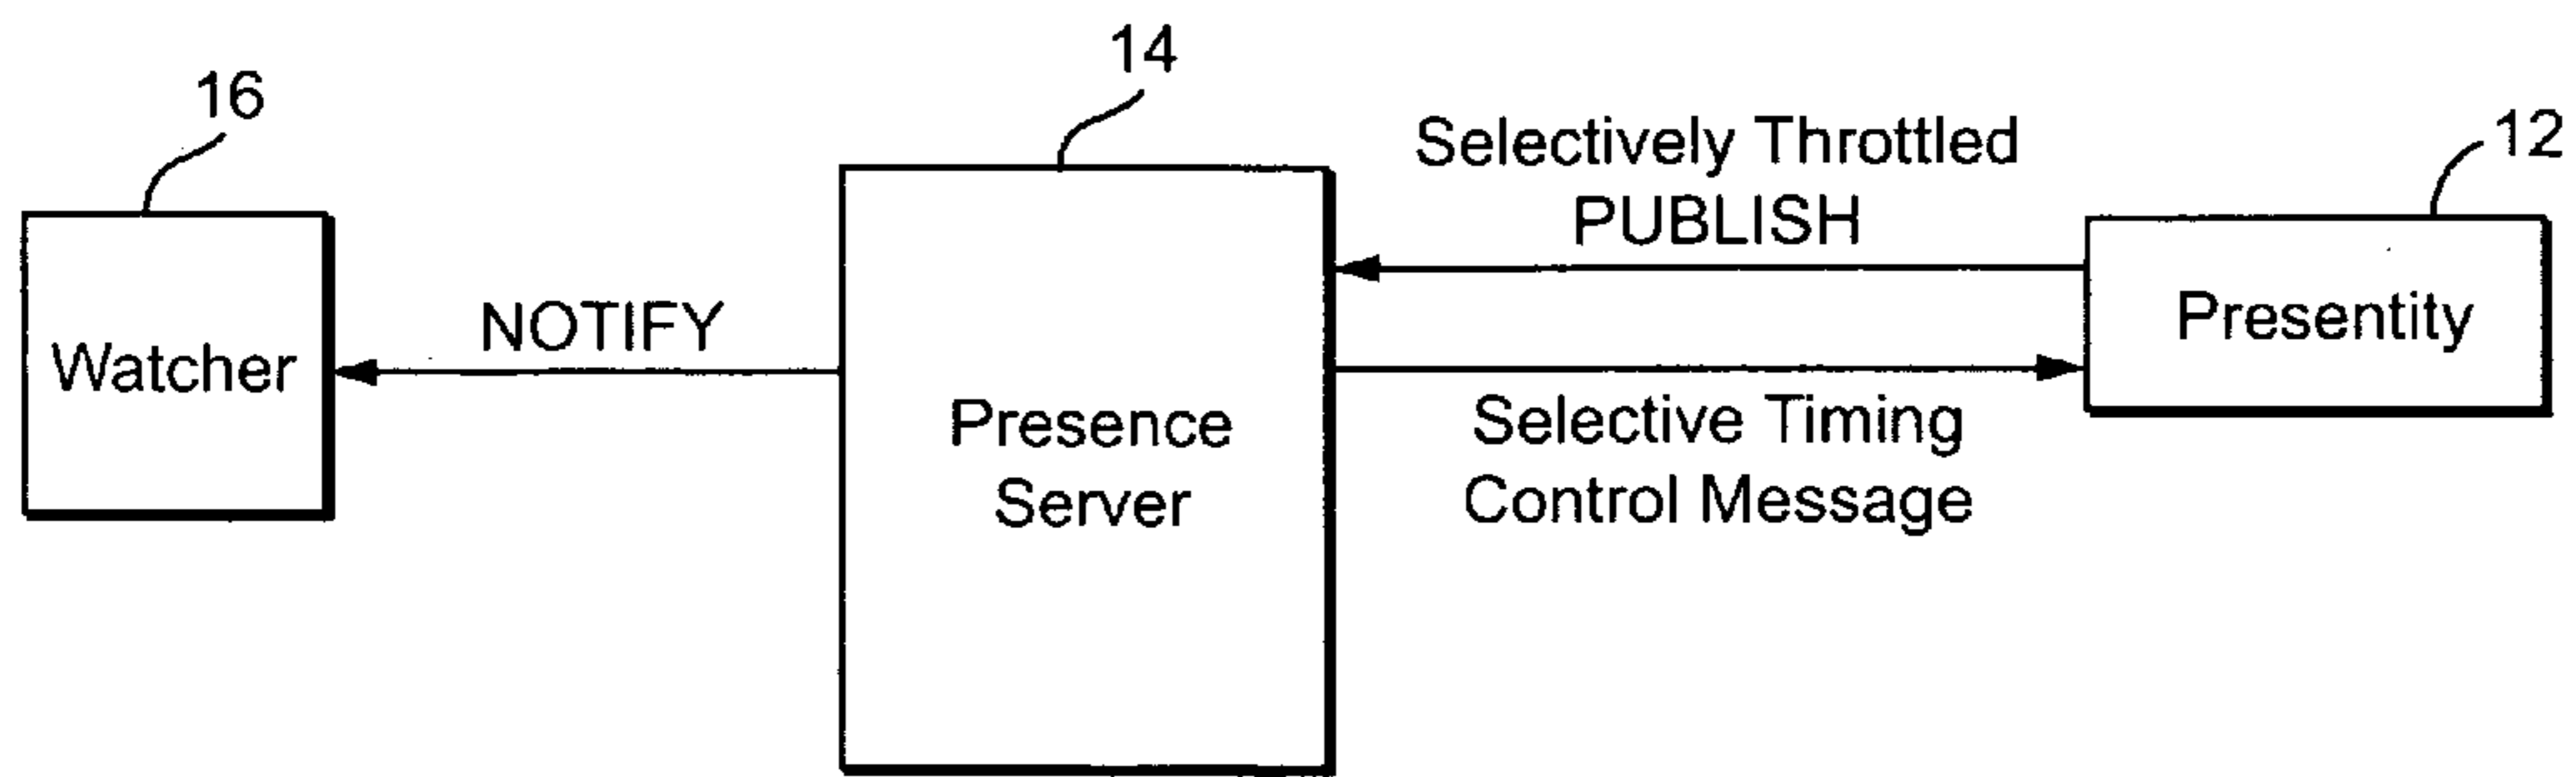 16
14
12
Selectively Throttled
PUBLISH
NOTIFY
Watcher
Presence
Server
Presentity
Selective Timing
Control Message